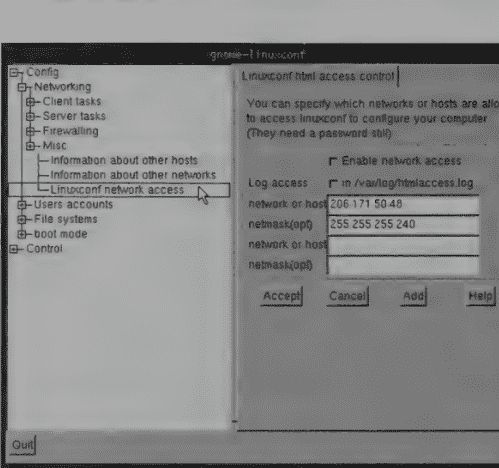 gnome-linuxconf
Config
Networking
Client tasks
Server tasks
Firewalling
Misc
Information about other hosts
Information about other networks
Linuxconf network access
Users accounts
File systems
boot mode
Control
Quit
Linuxconf html access control
You can specify which networks or hosts are allo
to access linuxconf to configure your computer
(They need a password still)
Enable network access
Log access
in /var/log/htmlaccess.log
network or host
206 171 50 48
netmask(opt)
255 255 255 240
network or host
netmask(opt)
Accept
Cancel
Add
Help